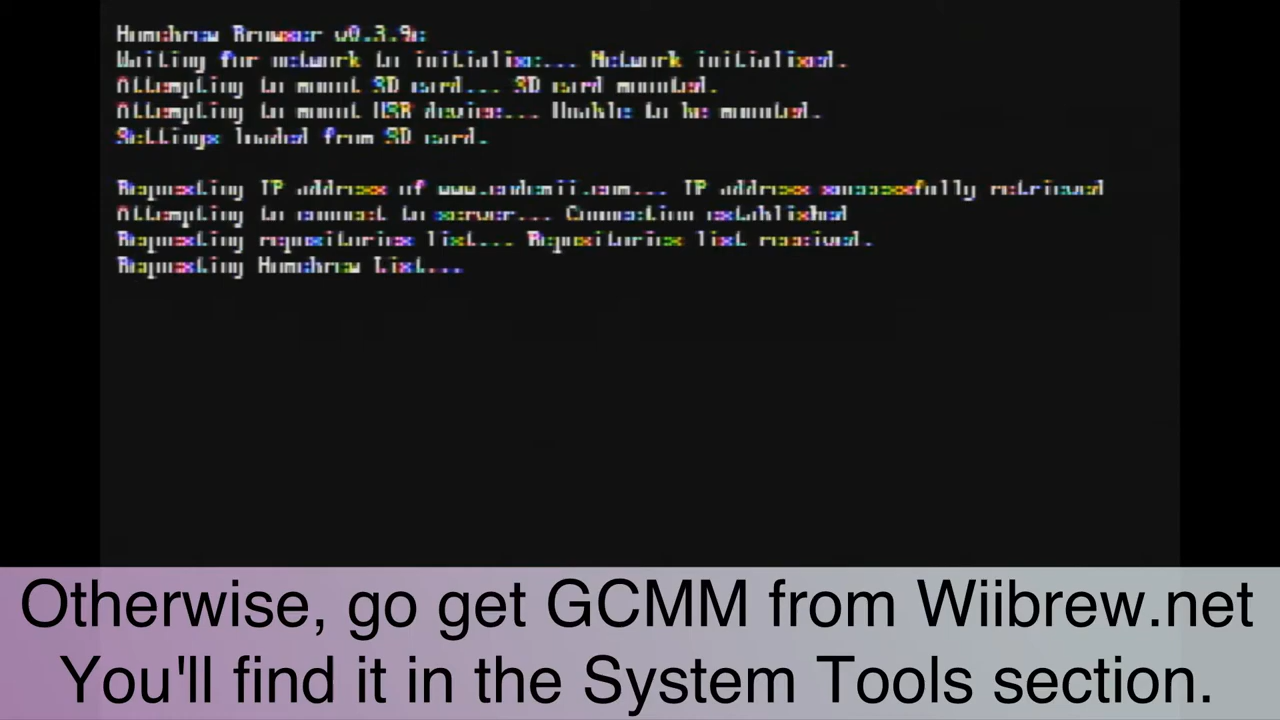 Homebrew Browser v0.3.9e
Waiting for network to initialise... Network initialised.
Attempting to mount SD card... SD card mounted.
Attempting to mount USB device... Unable to be mounted.
Settings loaded from SD card.
Requesting IP address of www.codemii.com... IP address successfully retrieved
Attempting to connect to server... Connection established
Requesting repositories list... Repositories list received.
Requesting Homebrew List...
Otherwise, go get GCMM from Wiibrew.net
You'll find it in the System Tools section.